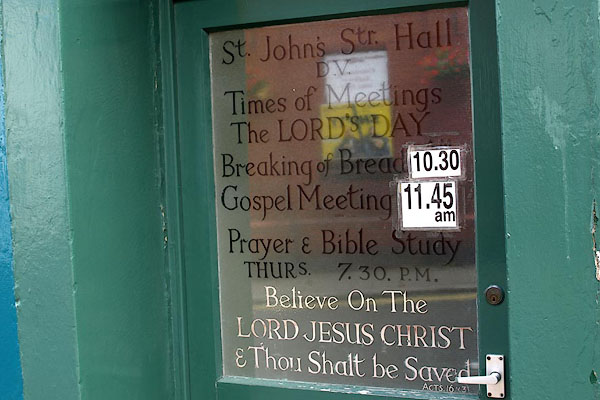 St. John's Str. Hall
D.V.
Times of Meetings
The LORD'S DAY
Breaking of Bread 10.30
Gospel Meeting 11.45 am
Prayer & Bible Study
THURS. 7.30. P.M.
Believe On The
LORD JESUS CHRIST
& Thou Shalt be Saved
ACTS. 16 v 31